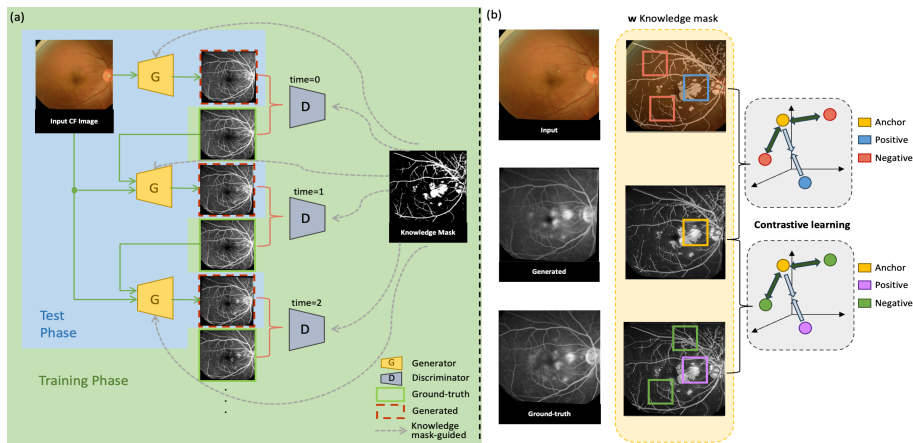 (a)
Input CF Image
G
time=0
D
G
time=1
D
Knowledge Mask
G
time=2
D
Test
Phase
Training Phase
G Generator
D Discriminator
Ground-truth
Generated
Knowledge
mask-guided
(b)
w Knowledge mask
Input
Generated
Ground-truth
Anchor
Positive
Negative
Contrastive learning
Anchor
Positive
Negative